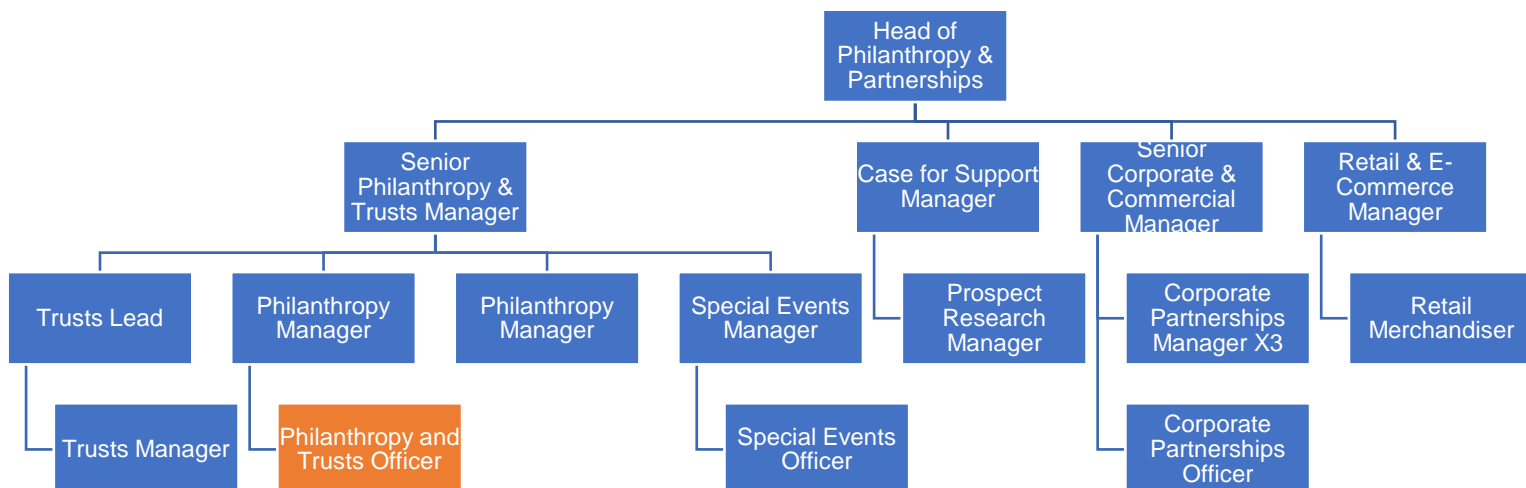 Head of
Philanthropy &
Partnerships
Senior
Philanthropy &
Trusts Manager
Case for Support
Manager
Senior
Corporate &
Commercial
Manager
Retail & E-
Commerce
Manager
Trusts Lead
Philanthropy
Manager
Philanthropy
Manager
Special Events
Manager
Prospect
Research
Manager
Corporate
Partnerships
Manager X3
Retail
Merchandiser
Trusts Manager
Philanthropy and
Trusts Officer
Special Events
Officer
Corporate
Partnerships
Officer